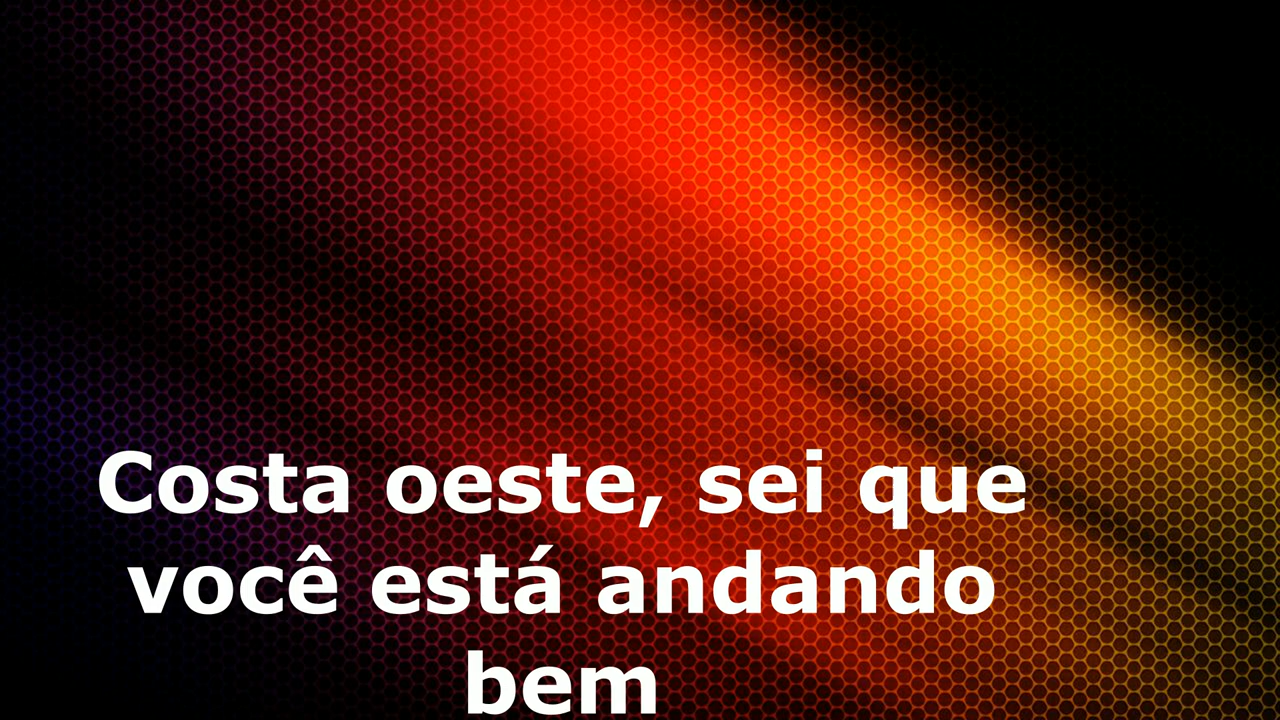 Costa oeste, sei que
você está andando
bem